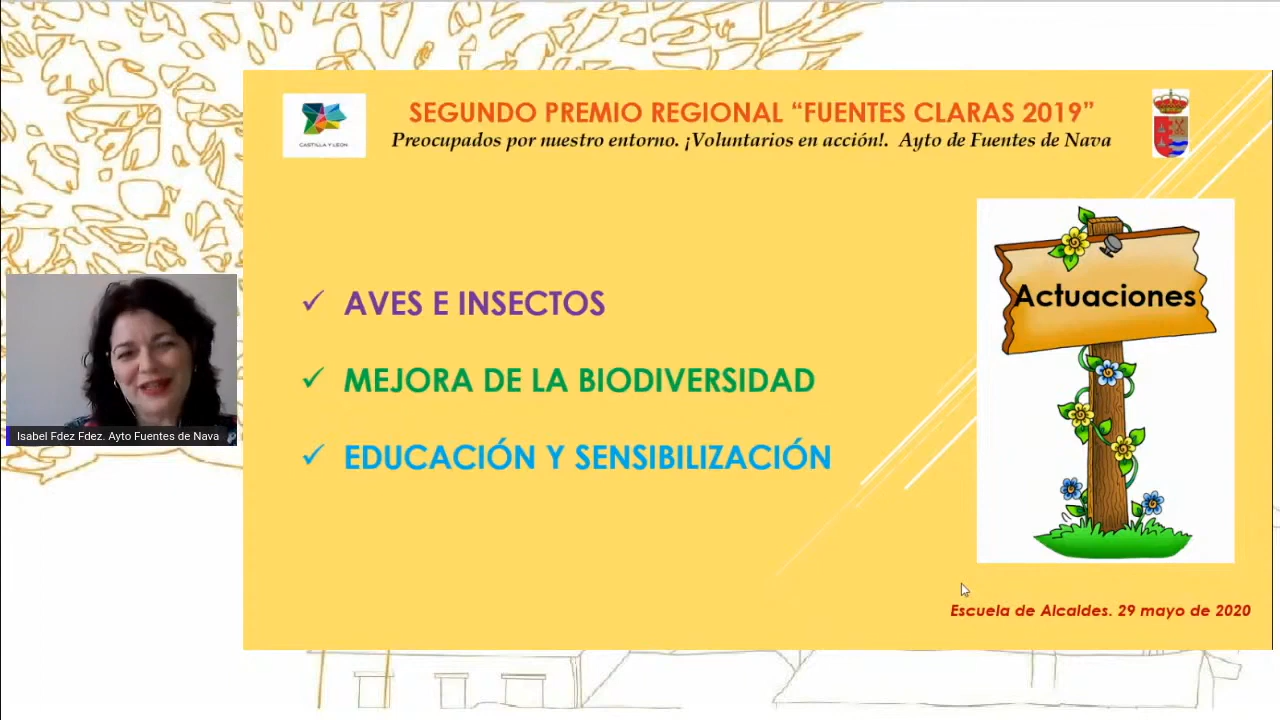 SEGUNDO PREMIO REGIONAL “FUENTES CLARAS 2019”
Preocupados por nuestro entorno. ¡Voluntarios en acción!. Ayto de Fuentes de Nava
CASTILLA Y LEÓN
Actuaciones
✓ AVES E INSECTOS
✓ MEJORA DE LA BIODIVERSIDAD
✓ EDUCACIÓN Y SENSIBILIZACIÓN
Isabel Fdez Fdez. Ayto Fuentes de Nava
Escuela de Alcaldes. 29 mayo de 2020